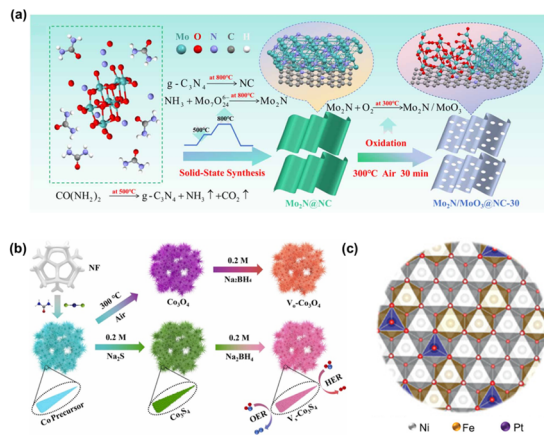 (a)
Mo O N C H
g-C₃N₄ at 800℃ NC
NH₃ + Mo₇O₂₄⁶⁻ at 800℃ Mo₂N
Mo₂N + O₂ at 300℃ Mo₂N/MoO₃
500℃
800℃
Solid-State Synthesis
Oxidation
300℃ Air 30 min
CO(NH₂)₂ at 500℃ g-C₃N₄ + NH₃ ↑ + CO₂ ↑
Mo₂N@NC
Mo₂N/MoO₃@NC-30
(b)
NF
300 ℃
Air
Co₃O₄
0.2 M
Na₂BH₄
Vₒ-Co₃O₄
0.2 M
Na₂S
0.2 M
Na₂BH₄
Co Precursor
Co₃S₄
Vₛ-Co₃S₄
OER
HER
(c)
Ni Fe Pt